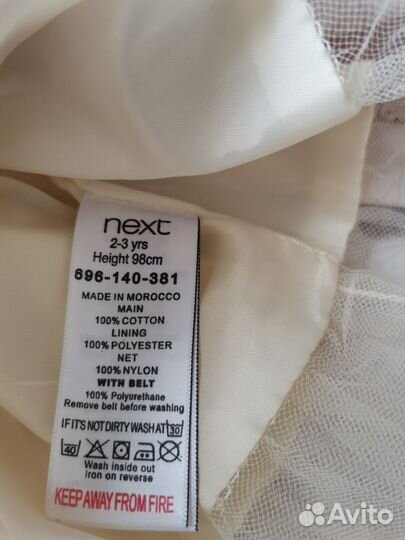 next
2-3 yrs
Height 98cm
696-140-381
MADE IN MOROCCO
MAIN
100% COTTON
LINING
100% POLYESTER
NET
100% NYLON
WITH BELT
100% Polyurethane
Remove belt before washing
IF IT'S NOT DIRTY WASH AT 30
40
Wash inside out
Iron on reverse
KEEP AWAY FROM FIRE
Avito